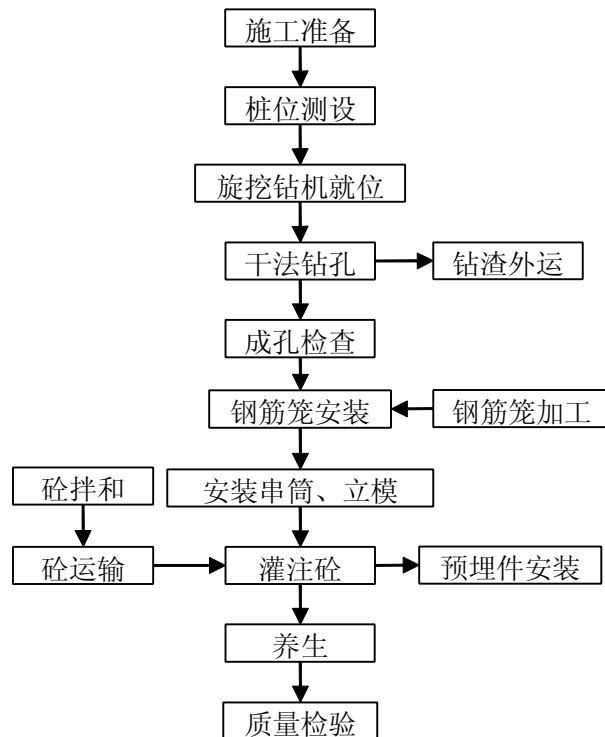 施工准备
桩位测设
旋挖钻机就位
干法钻孔
钻渣外运
成孔检查
钢筋笼安装
钢筋笼加工
砼拌和
安装串筒、立模
砼运输
灌注砼
预埋件安装
养生
质量检验